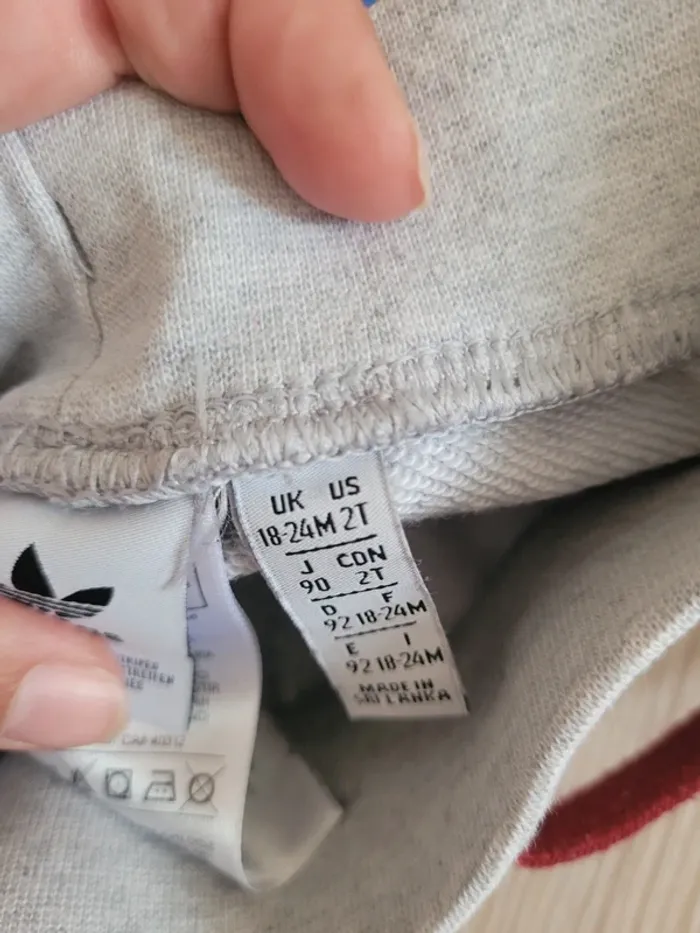 UK US
18-24M 2T
J CDN
90 2T
D F
92 18-24M
E I
92 18-24M
MADE IN
SRI LANKA